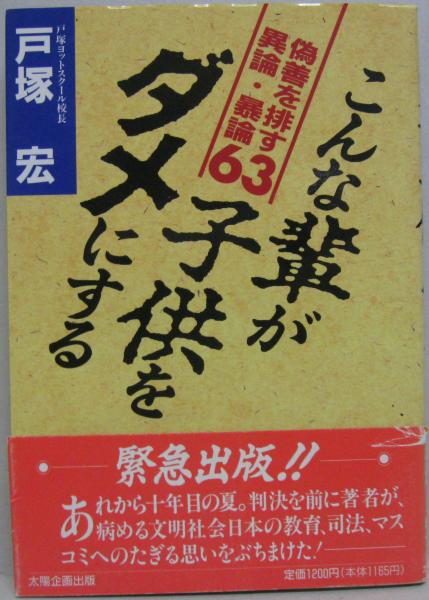 こんな輩が
子供を
ダメにする
偽善を排す
異論・暴論
63
戸塚ヨットスクール校長
戸塚 宏
緊急出版!!
あれから十年目の夏。判決を前に著者が、
病める文明社会日本の教育、司法、マス
コミへのたぎる思いをぶちまけた!
太陽企画出版
定価1200円(本体1165円)